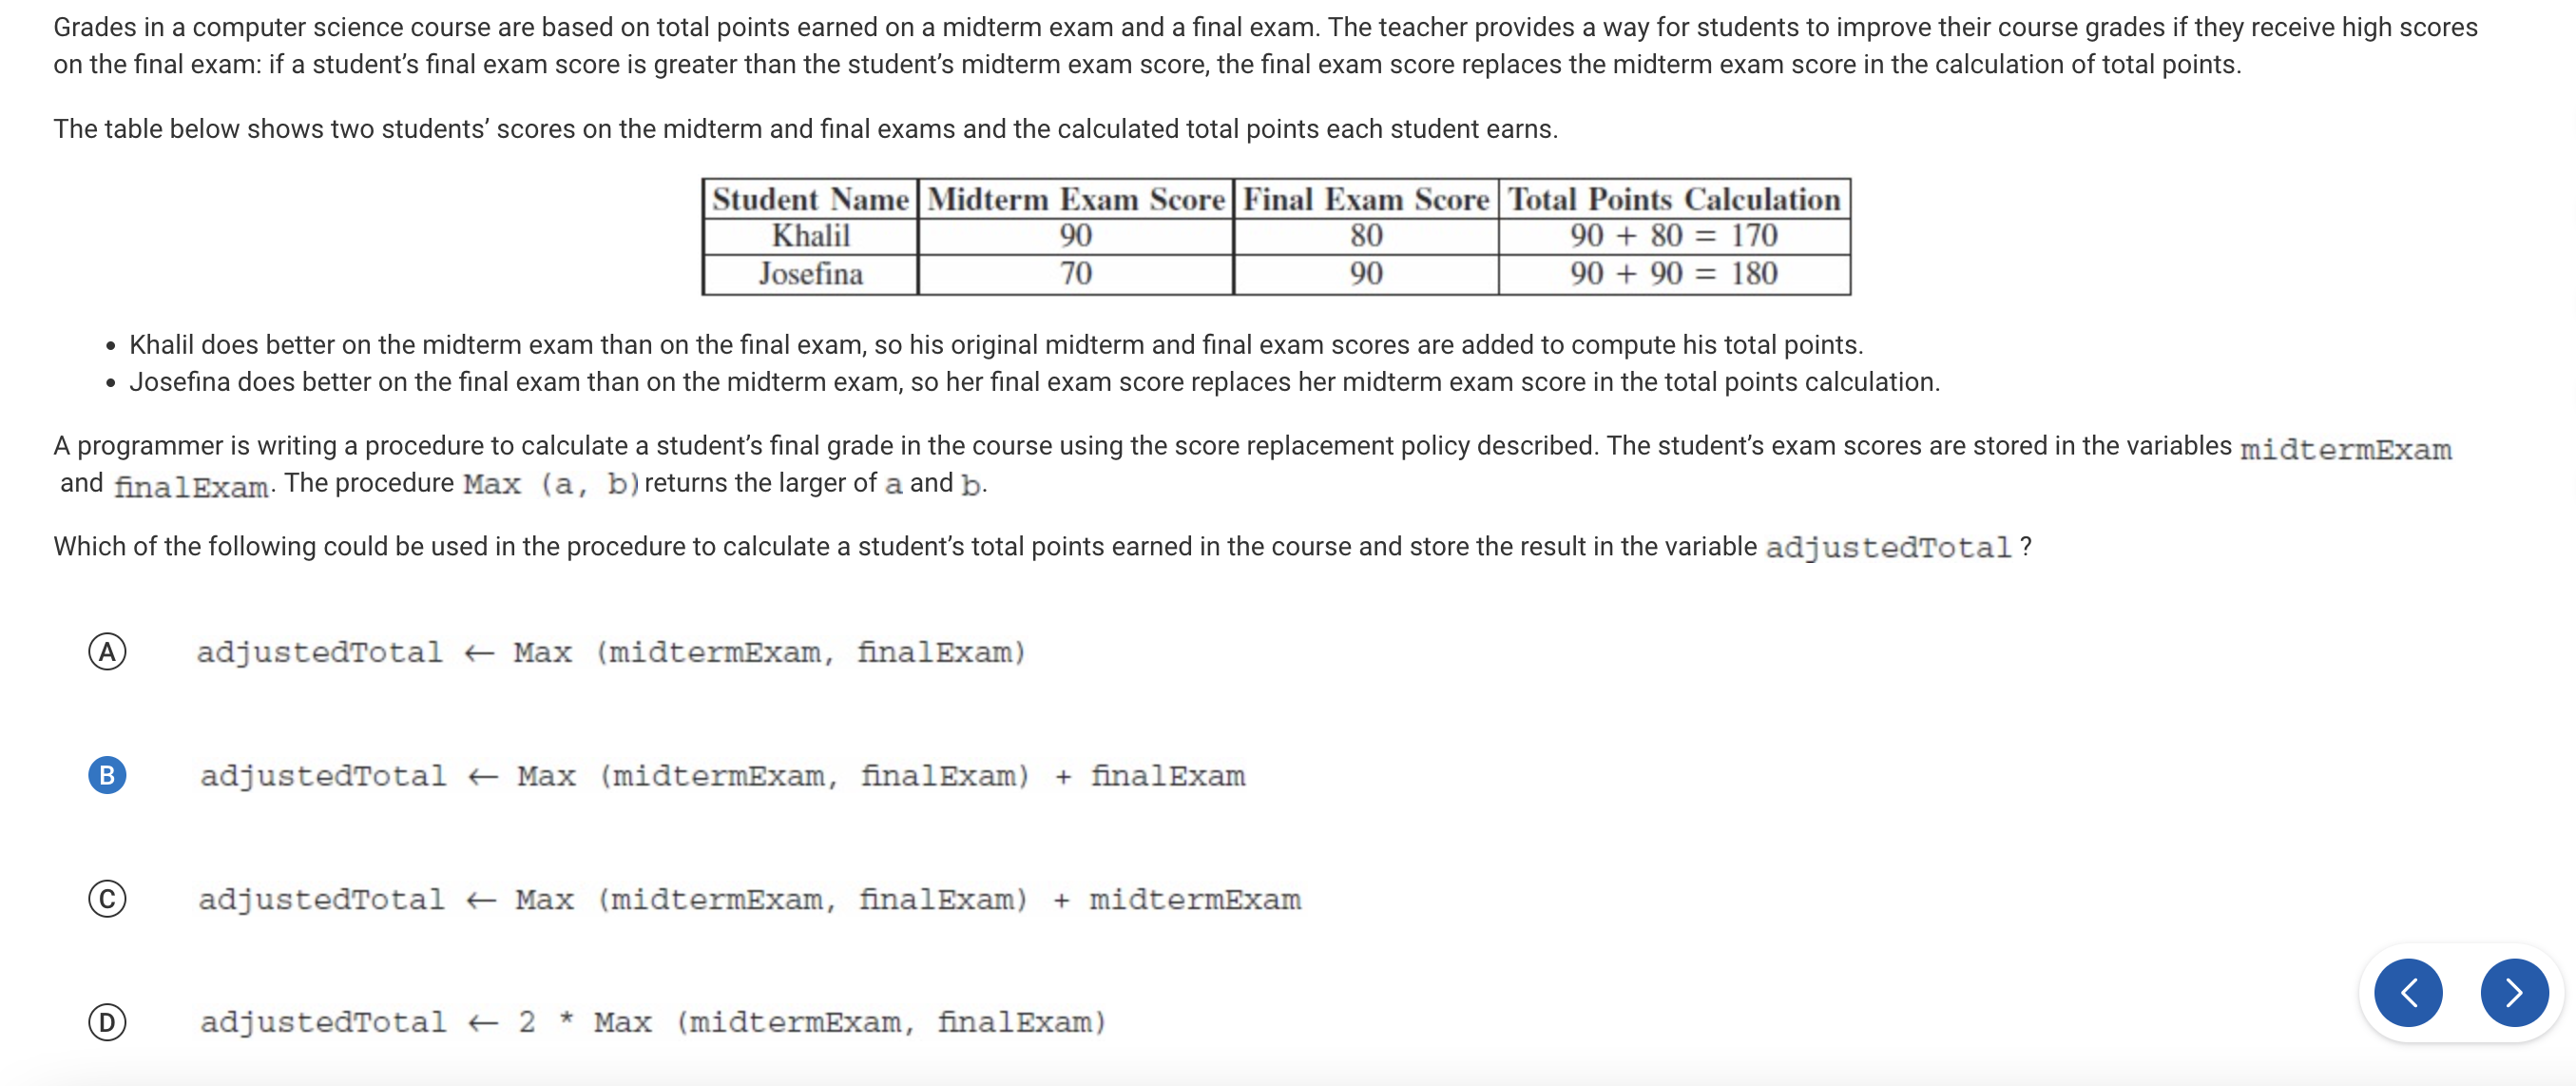 Grades in a computer science course are based on total points earned on a midterm exam and a final exam. The teacher provides a way for students to improve their course grades if they receive high scores
on the final exam: if a student’s final exam score is greater than the student’s midterm exam score, the final exam score replaces the midterm exam score in the calculation of total points.
The table below shows two students’ scores on the midterm and final exams and the calculated total points each student earns.
Student Name Midterm Exam Score Final Exam Score Total Points Calculation
Khalil 90 80 90 + 80 = 170
Josefina 70 90 90 + 90 = 180
• Khalil does better on the midterm exam than on the final exam, so his original midterm and final exam scores are added to compute his total points.
• Josefina does better on the final exam than on the midterm exam, so her final exam score replaces her midterm exam score in the total points calculation.
A programmer is writing a procedure to calculate a student’s final grade in the course using the score replacement policy described. The student’s exam scores are stored in the variables midtermExam
and finalExam. The procedure Max (a, b) returns the larger of a and b.
Which of the following could be used in the procedure to calculate a student’s total points earned in the course and store the result in the variable adjustedTotal ?
A adjustedTotal ← Max (midtermExam, finalExam)
B adjustedTotal ← Max (midtermExam, finalExam) + finalExam
C adjustedTotal ← Max (midtermExam, finalExam) + midtermExam
D adjustedTotal ← 2 * Max (midtermExam, finalExam)